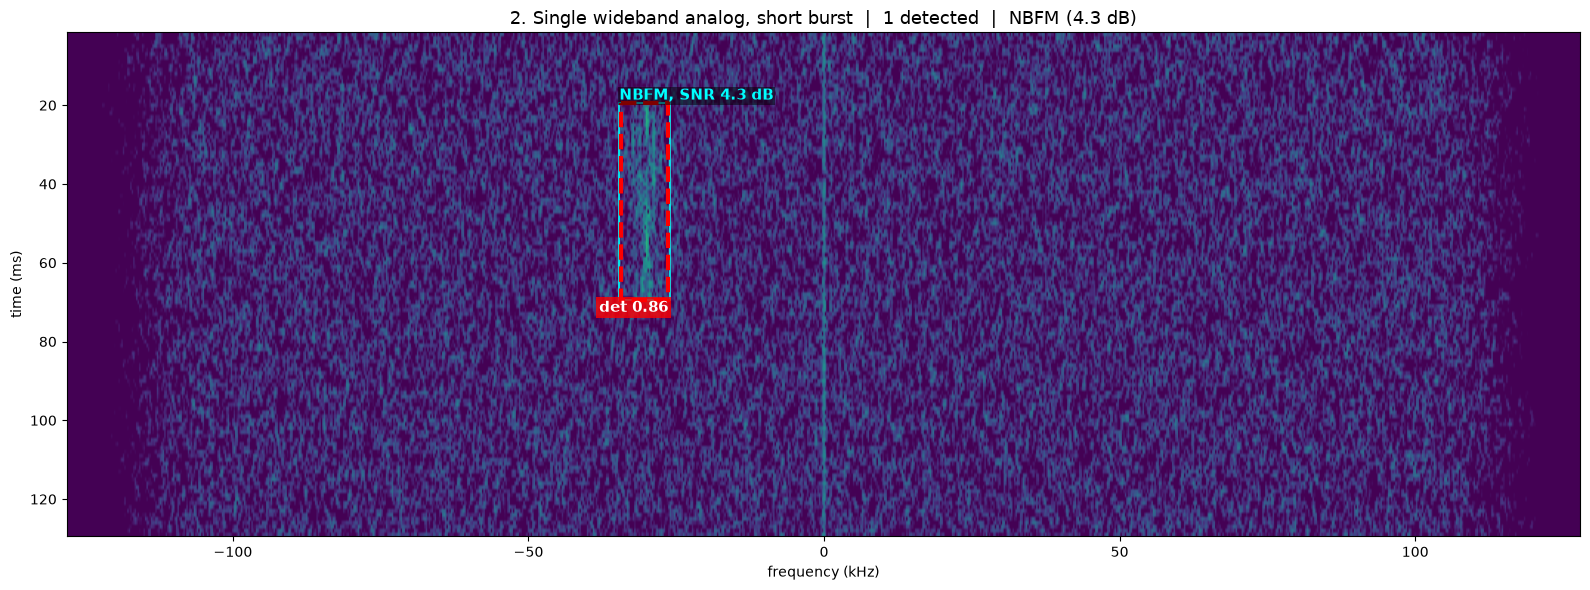 2. Single wideband analog, short burst  |  1 detected  |  NBFM (4.3 dB)
NBFM, SNR 4.3 dB
det 0.86
time (ms)
20
40
60
80
100
120
−100
−50
0
50
100
frequency (kHz)